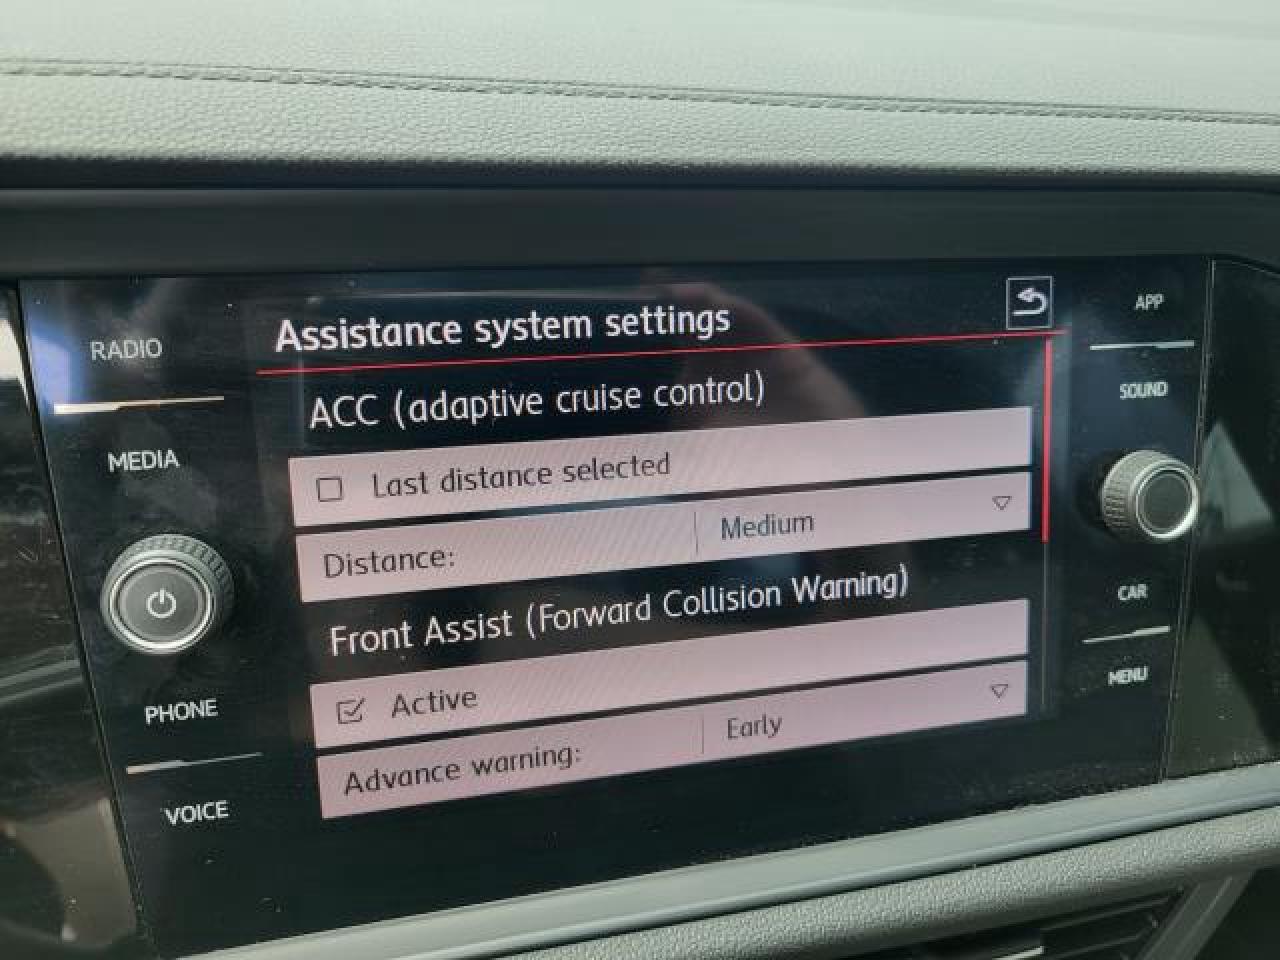 RADIO
MEDIA
PHONE
VOICE
Assistance system settings
ACC (adaptive cruise control)
Last distance selected
Distance: Medium
Front Assist (Forward Collision Warning)
Active
Advance warning: Early
APP
SOUND
CAR
MENU